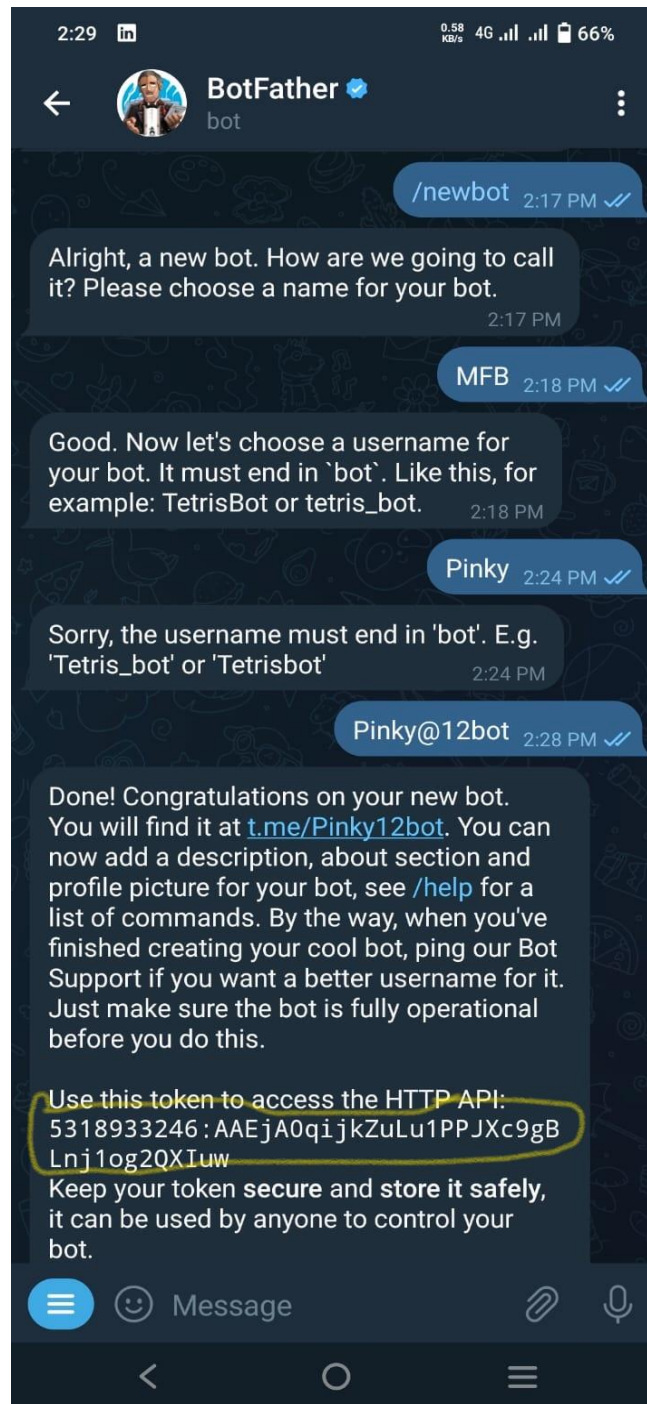 2:29 in 0.58 KB/s 4G 66%
BotFather
bot
/newbot 2:17 PM
Alright, a new bot. How are we going to call
it? Please choose a name for your bot.
2:17 PM
MFB 2:18 PM
Good. Now let's choose a username for
your bot. It must end in `bot`. Like this, for
example: TetrisBot or tetris_bot. 2:18 PM
Pinky 2:24 PM
Sorry, the username must end in 'bot'. E.g.
'Tetris_bot' or 'Tetrisbot' 2:24 PM
Pinky@12bot 2:28 PM
Done! Congratulations on your new bot.
You will find it at t.me/Pinky12bot. You can
now add a description, about section and
profile picture for your bot, see /help for a
list of commands. By the way, when you've
finished creating your cool bot, ping our Bot
Support if you want a better username for it.
Just make sure the bot is fully operational
before you do this.
Use this token to access the HTTP API:
5318933246:AAEjA0qijkZuLu1PPJXc9gB
Lnj1og2QXIuw
Keep your token secure and store it safely,
it can be used by anyone to control your
bot.
Message